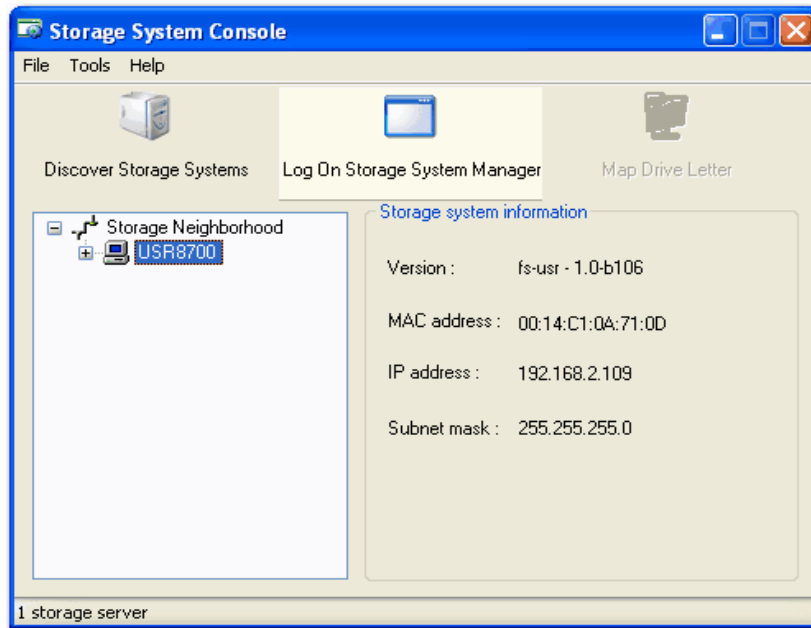 Storage System Console
File Tools Help
Discover Storage Systems
Log On Storage System Manager
Map Drive Letter
Storage Neighborhood
USR8700
Storage system information
Version : fs-usr - 1.0-b106
MAC address : 00:14:C1:0A:71:0D
IP address : 192.168.2.109
Subnet mask : 255.255.255.0
1 storage server